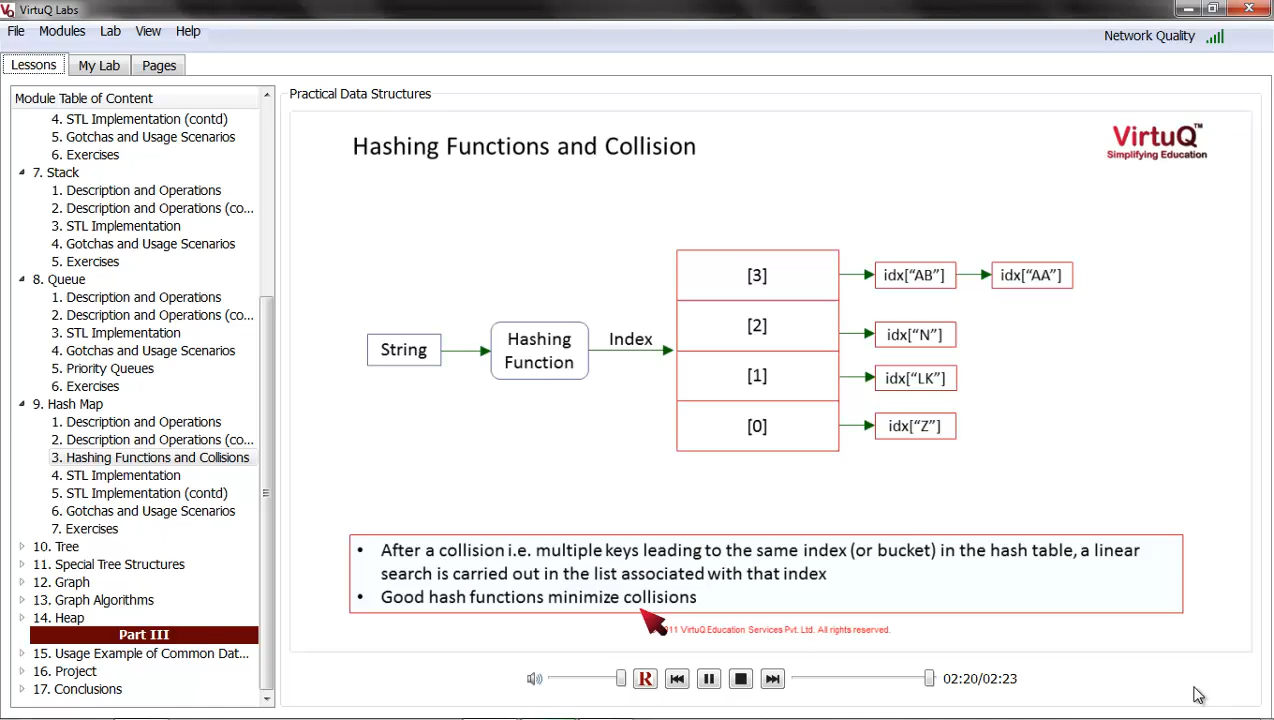 VirtuQ Labs
File Modules Lab View Help
Network Quality
Lessons My Lab Pages
Module Table of Content
4. STL Implementation (contd)
5. Gotchas and Usage Scenarios
6. Exercises
7. Stack
1. Description and Operations
2. Description and Operations (co...
3. STL Implementation
4. Gotchas and Usage Scenarios
5. Exercises
8. Queue
1. Description and Operations
2. Description and Operations (co...
3. STL Implementation
4. Gotchas and Usage Scenarios
5. Priority Queues
6. Exercises
9. Hash Map
1. Description and Operations
2. Description and Operations (co...
3. Hashing Functions and Collisions
4. STL Implementation
5. STL Implementation (contd)
6. Gotchas and Usage Scenarios
7. Exercises
10. Tree
11. Special Tree Structures
12. Graph
13. Graph Algorithms
14. Heap
Part III
15. Usage Example of Common Dat...
16. Project
17. Conclusions
Practical Data Structures
Hashing Functions and Collision
VirtuQ™
Simplifying Education
String
Hashing
Function
Index
[3]
idx["AB"]
idx["AA"]
[2]
idx["N"]
[1]
idx["LK"]
[0]
idx["Z"]
• After a collision i.e. multiple keys leading to the same index (or bucket) in the hash table, a linear
search is carried out in the list associated with that index
• Good hash functions minimize collisions
11 VirtuQ Education Services Pvt. Ltd. All rights reserved.
R
02:20/02:23